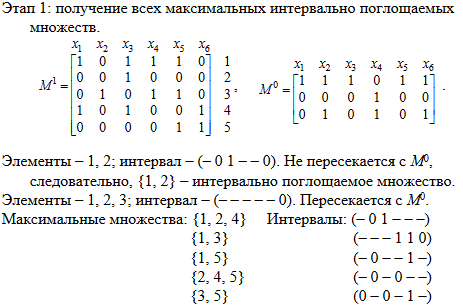 Этап 1: получение всех максимальных интервально поглощаемых
множеств.
x₁ x₂ x₃ x₄ x₅ x₆
1 0 1 1 1 0 1
0 0 1 0 0 0 2
M¹ = 0 1 0 1 1 0 3 ,
1 0 1 0 0 1 4
0 0 0 0 1 1 5
x₁ x₂ x₃ x₄ x₅ x₆
1 1 1 0 1 1
M⁰ = 0 0 0 1 0 0 .
0 1 0 1 0 1
Элементы – 1, 2; интервал – (– 0 1 – – 0). Не пересекается с M⁰,
следовательно, {1, 2} – интервально поглощаемое множество.
Элементы – 1, 2, 3; интервал – (– – – – – 0). Пересекается с M⁰.
Максимальные множества: {1, 2, 4} Интервалы: (– 0 1 – – –)
{1, 3} (– – – 1 1 0)
{1, 5} (– 0 – – 1 –)
{2, 4, 5} (– 0 – 0 – –)
{3, 5} (0 – 0 – 1 –)